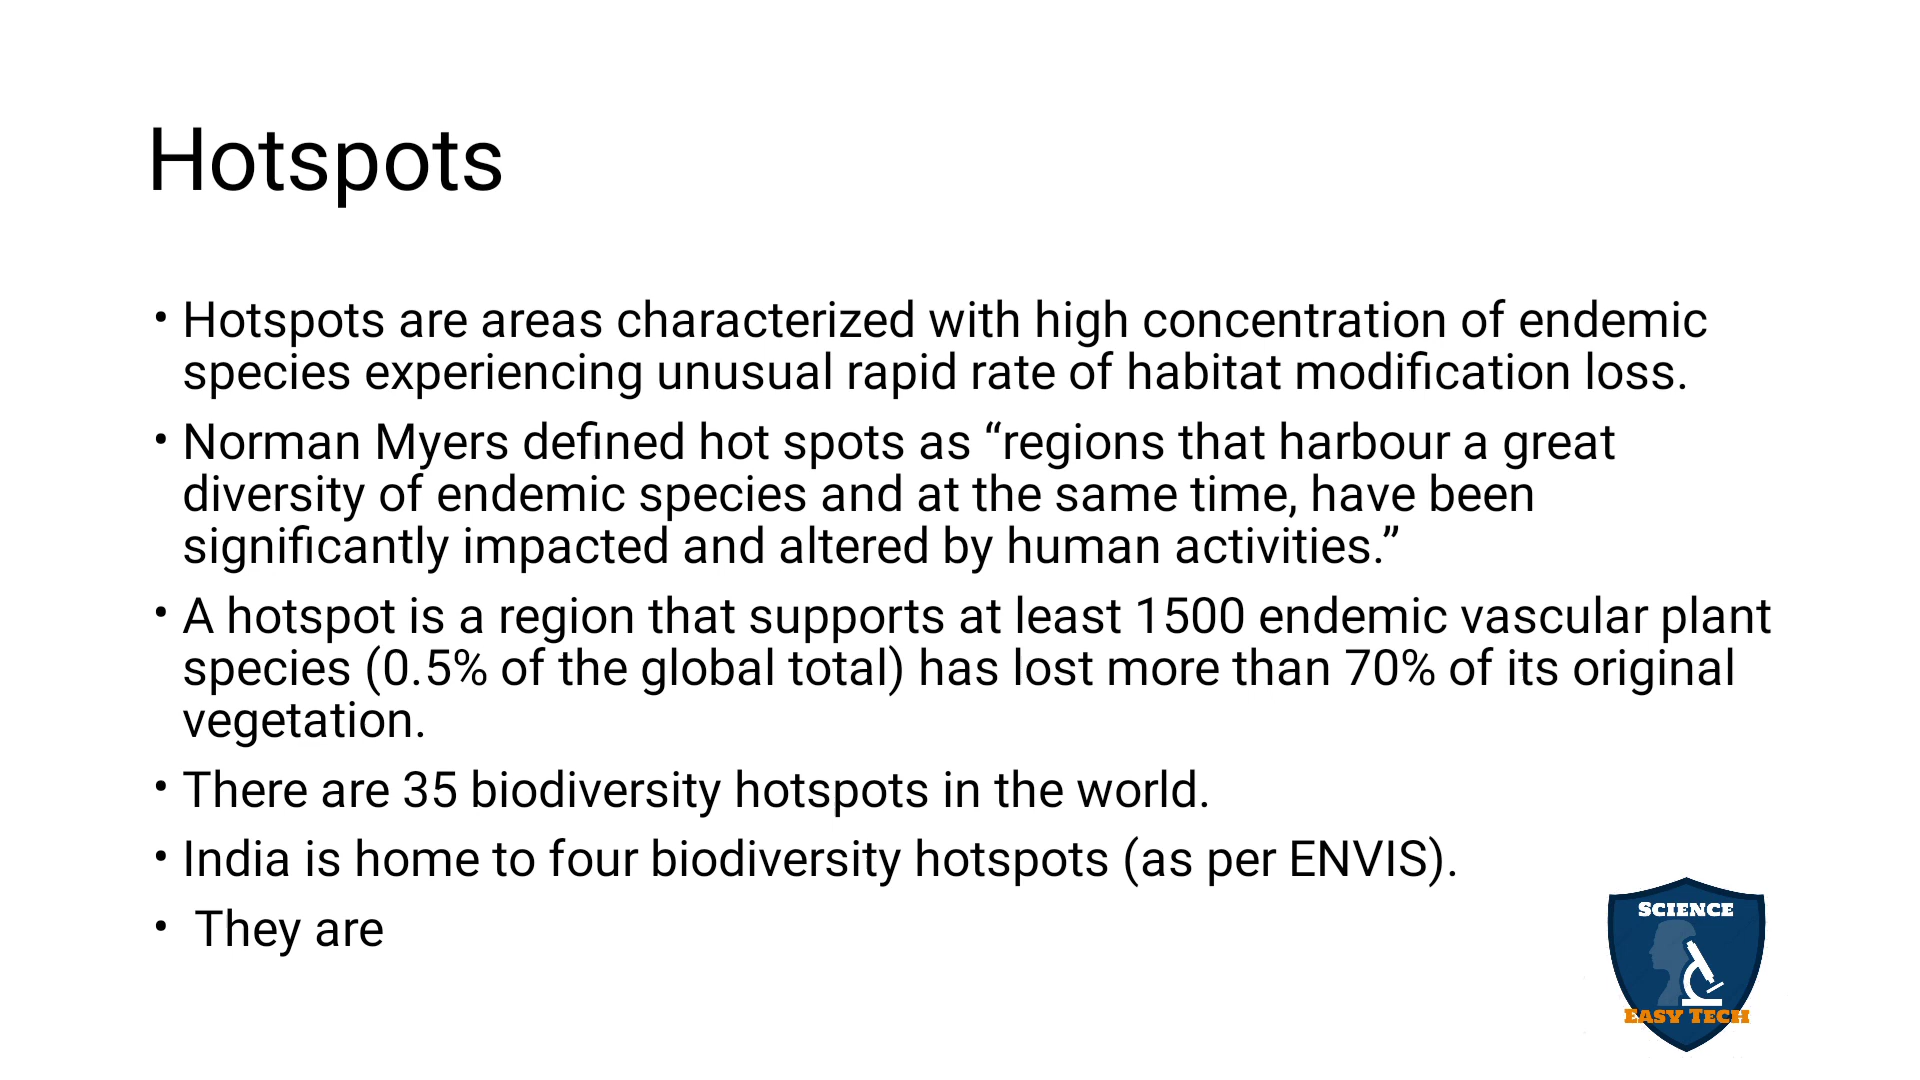 Hotspots
• Hotspots are areas characterized with high concentration of endemic
species experiencing unusual rapid rate of habitat modification loss.
• Norman Myers defined hot spots as “regions that harbour a great
diversity of endemic species and at the same time, have been
significantly impacted and altered by human activities.”
• A hotspot is a region that supports at least 1500 endemic vascular plant
species (0.5% of the global total) has lost more than 70% of its original
vegetation.
• There are 35 biodiversity hotspots in the world.
• India is home to four biodiversity hotspots (as per ENVIS).
• They are
SCIENCE
EASY TECH